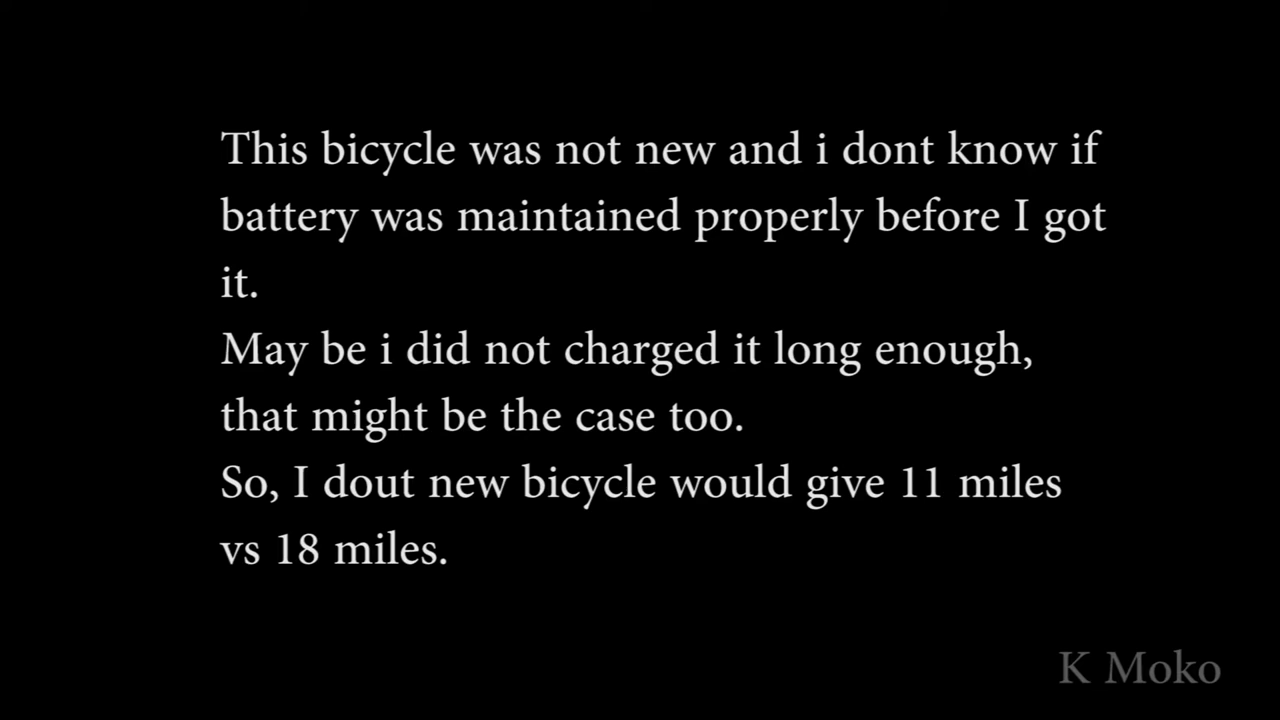 This bicycle was not new and i dont know if
battery was maintained properly before I got
it.
May be i did not charged it long enough,
that might be the case too.
So, I dout new bicycle would give 11 miles
vs 18 miles.
K Moko